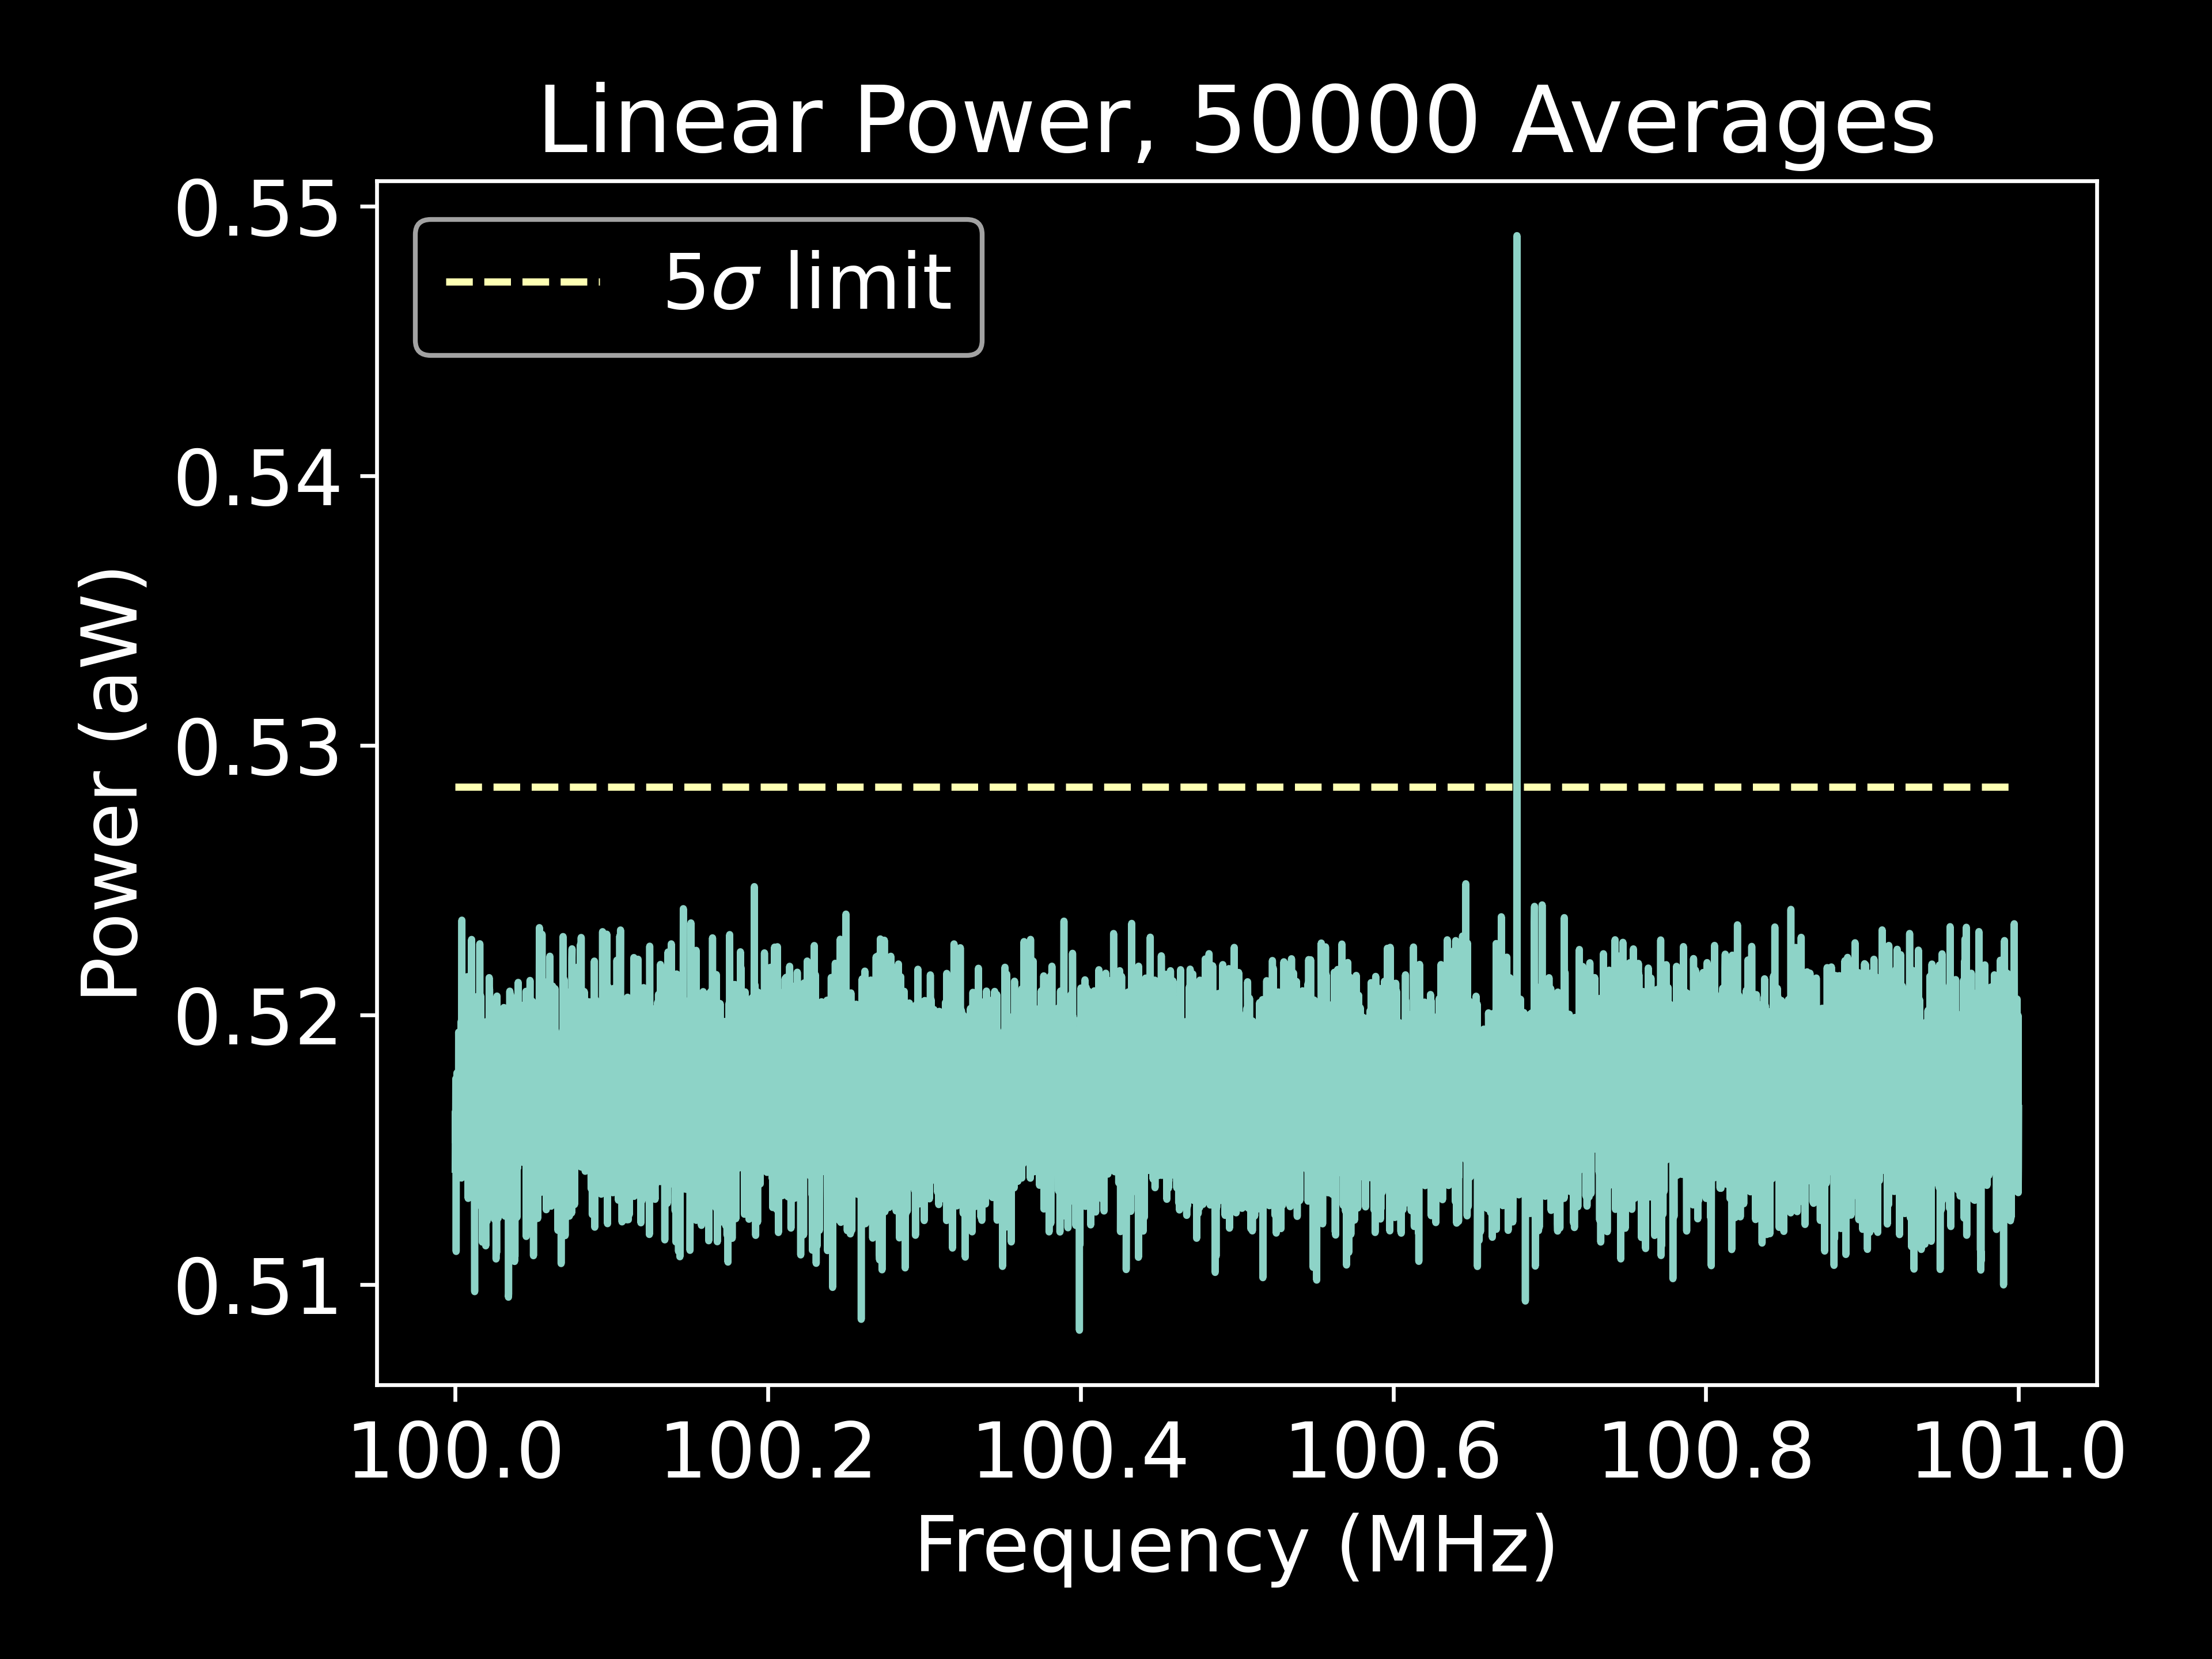 Linear Power, 50000 Averages
5σ limit
0.55
0.54
0.53
0.52
0.51
Power (aW)
100.0 100.2 100.4 100.6 100.8 101.0
Frequency (MHz)